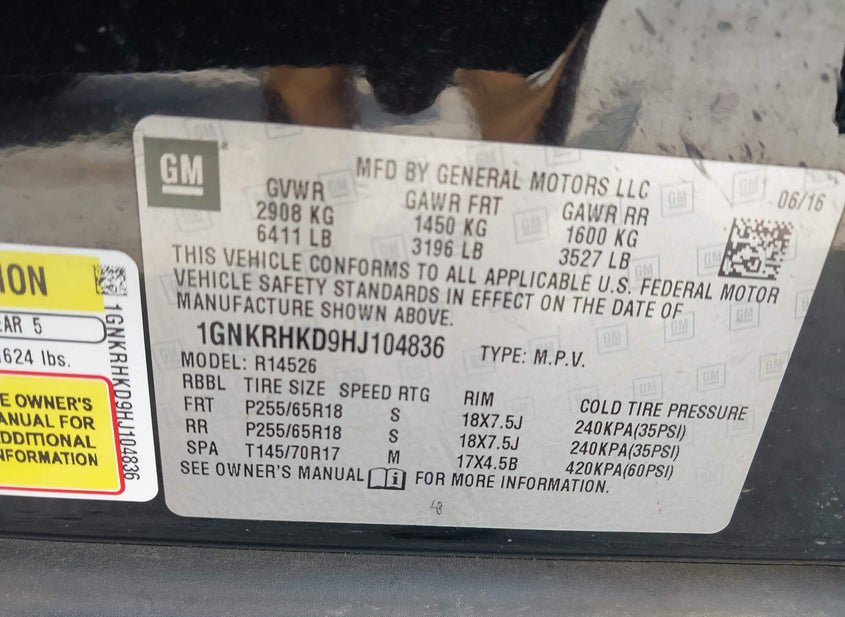 GM
MFD BY GENERAL MOTORS LLC
06/16
GVWR GAWR FRT GAWR RR
2908 KG 1450 KG 1600 KG
6411 LB 3196 LB 3527 LB
THIS VEHICLE CONFORMS TO ALL APPLICABLE U.S. FEDERAL MOTOR
VEHICLE SAFETY STANDARDS IN EFFECT ON THE DATE OF
MANUFACTURE SHOWN ABOVE.
1GNKRHKD9HJ104836 TYPE: M.P.V.
MODEL: R14526
RBBL TIRE SIZE SPEED RTG RIM COLD TIRE PRESSURE
FRT P255/65R18 S 18X7.5J 240KPA(35PSI)
RR P255/65R18 S 18X7.5J 240KPA(35PSI)
SPA T145/70R17 M 17X4.5B 420KPA(60PSI)
SEE OWNER'S MANUAL FOR MORE INFORMATION.
ION
AR 5
624 lbs.
E OWNER'S
ANUAL FOR
DDITIONAL
NFORMATION
1GNKRHKD9HJ104836